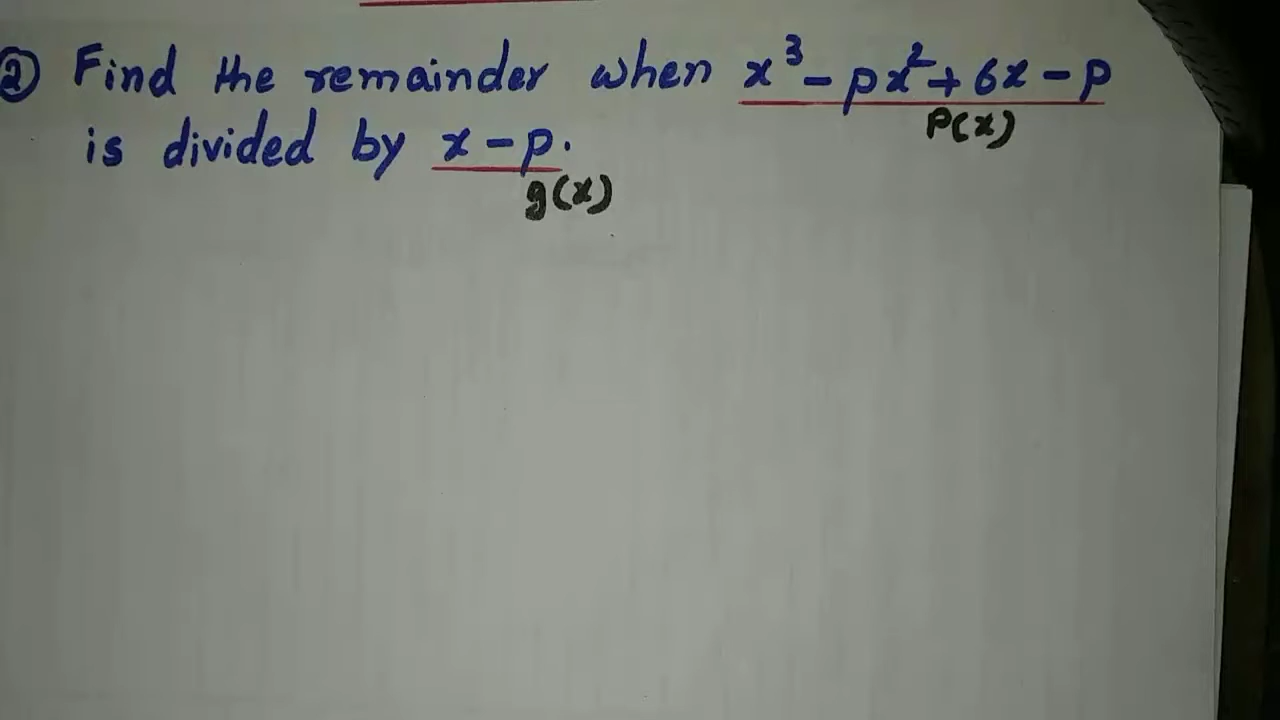 ② Find the remainder when x³ - px² + 6x - p
P(x)
is divided by x - p.
g(x)